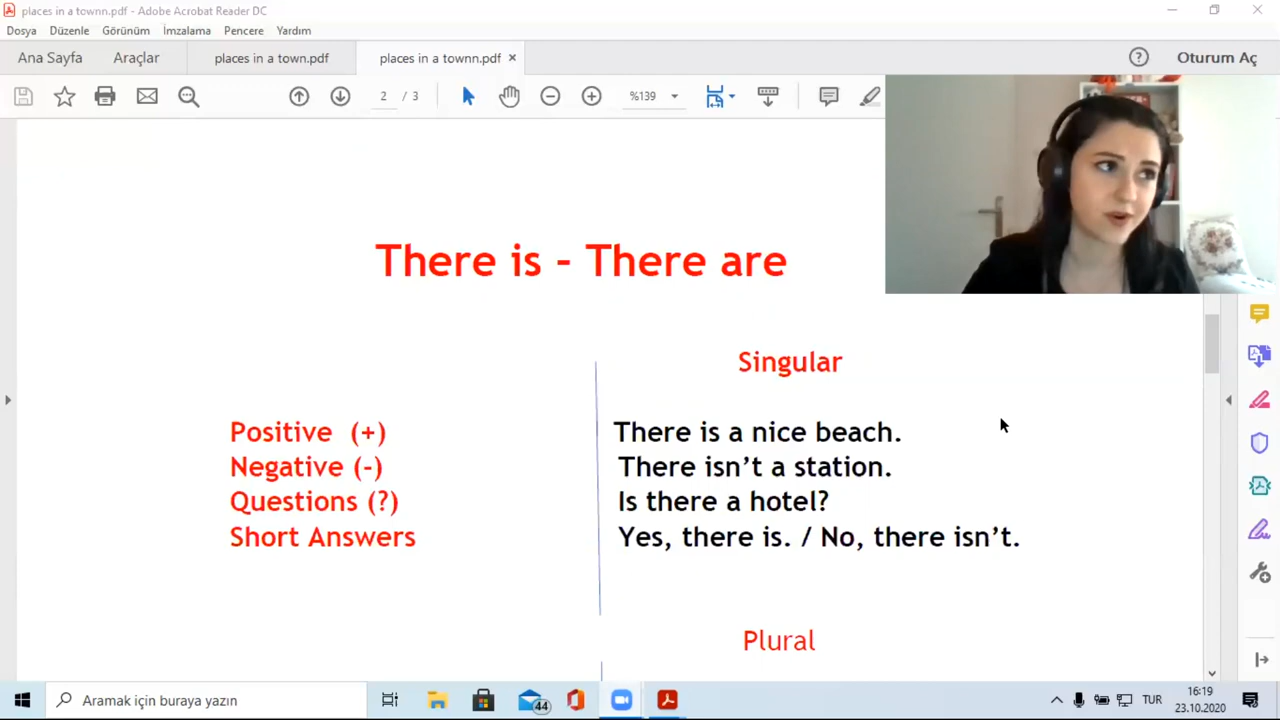 places in a townn.pdf - Adobe Acrobat Reader DC
Dosya Düzenle Görünüm İmzalama Pencere Yardım
Ana Sayfa Araçlar places in a town.pdf places in a townn.pdf × Oturum Aç
2 / 3 %139
There is - There are
Singular
Positive (+) There is a nice beach.
Negative (-) There isn't a station.
Questions (?) Is there a hotel?
Short Answers Yes, there is. / No, there isn't.
Plural
Aramak için buraya yazın 44 TUR 16:19
23.10.2020